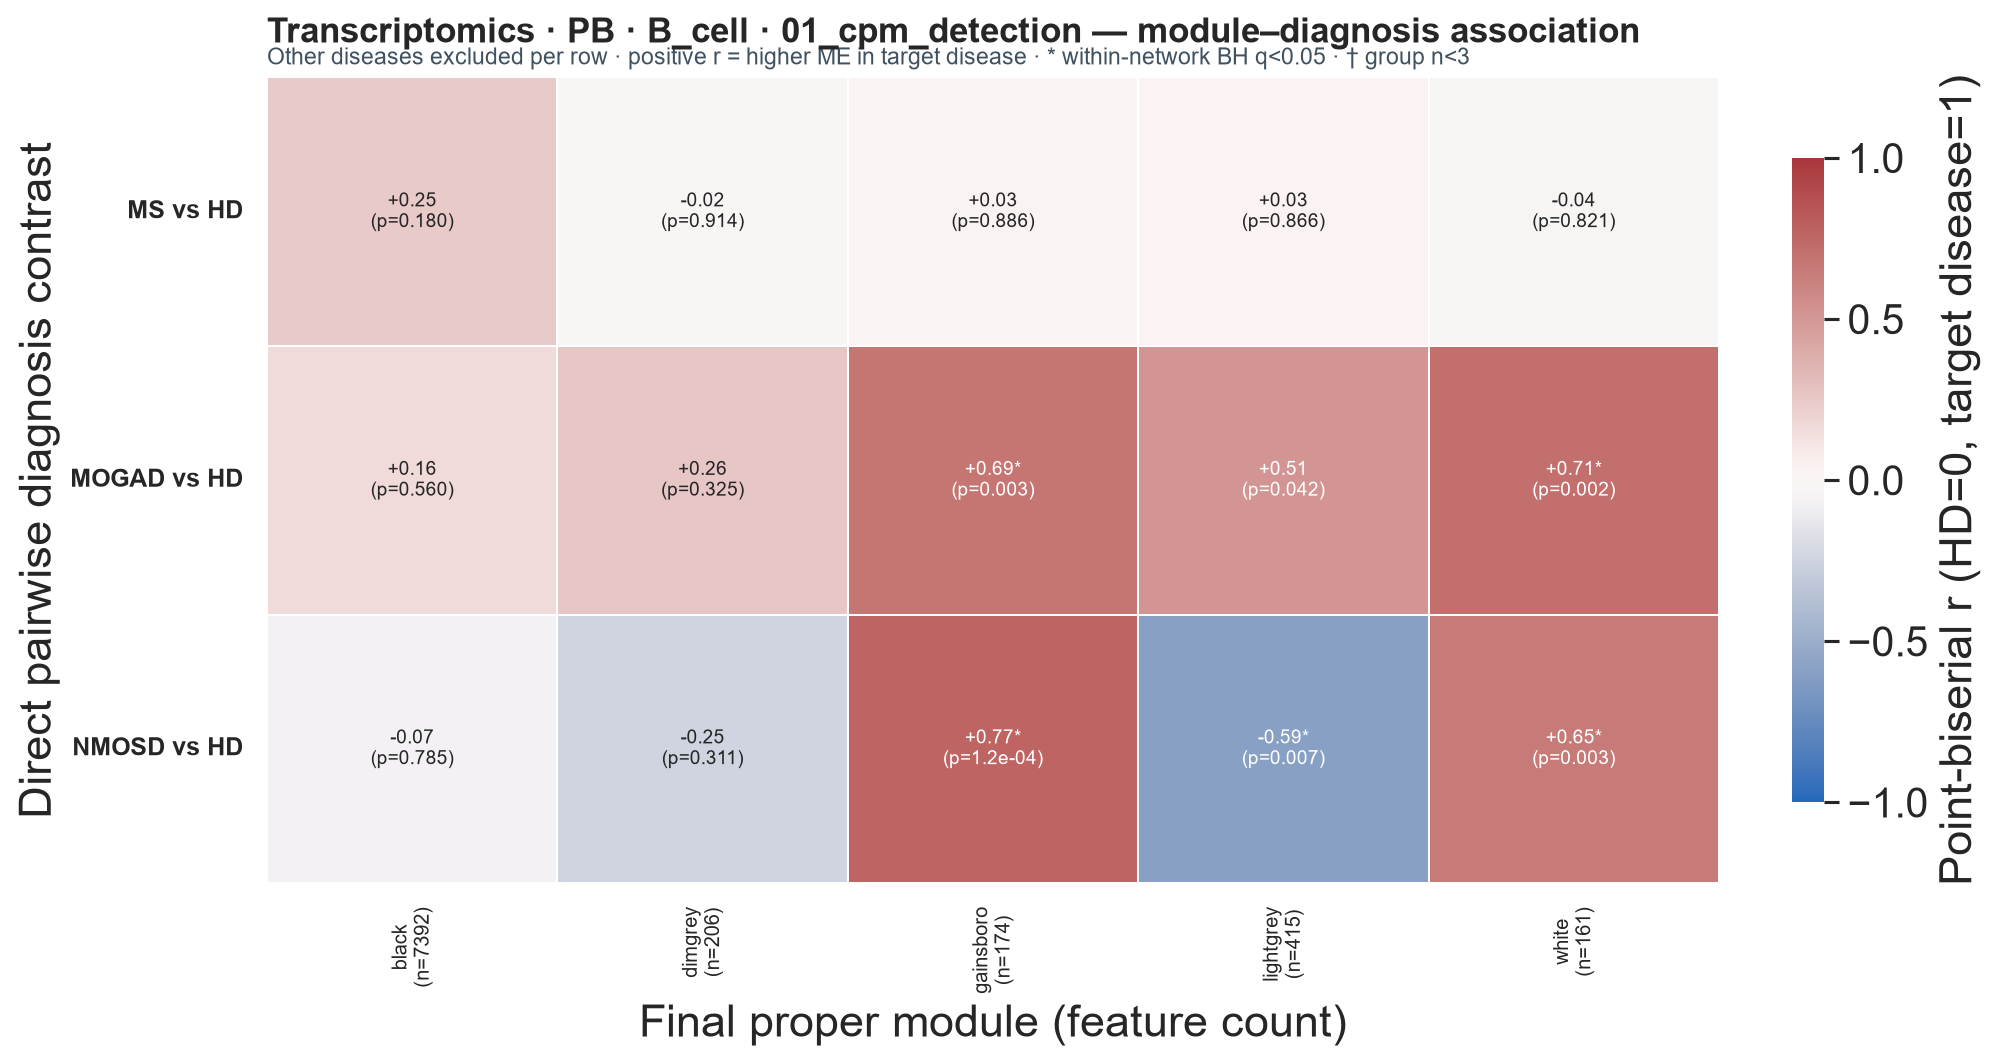 Transcriptomics · PB · B_cell · 01_cpm_detection — module–diagnosis association
Other diseases excluded per row · positive r = higher ME in target disease · * within-network BH q<0.05 · † group n<3
Direct pairwise diagnosis contrast
MS vs HD
+0.25
(p=0.180)
-0.02
(p=0.914)
+0.03
(p=0.886)
+0.03
(p=0.866)
-0.04
(p=0.821)
MOGAD vs HD
+0.16
(p=0.560)
+0.26
(p=0.325)
+0.69*
(p=0.003)
+0.51
(p=0.042)
+0.71*
(p=0.002)
NMOSD vs HD
-0.07
(p=0.785)
-0.25
(p=0.311)
+0.77*
(p=1.2e-04)
-0.59*
(p=0.007)
+0.65*
(p=0.003)
black
(n=7392)
dimgrey
(n=206)
gainsboro
(n=174)
lightgrey
(n=415)
white
(n=161)
Final proper module (feature count)
1.0
0.5
0.0
−0.5
−1.0
Point-biserial r (HD=0, target disease=1)